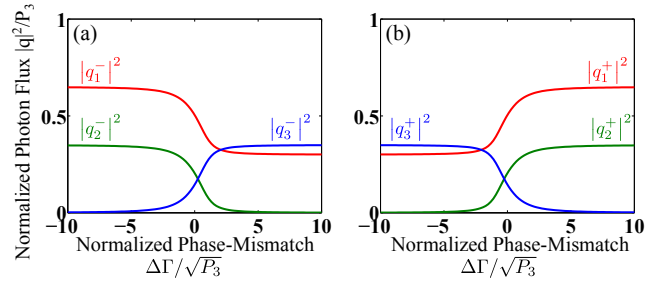 Normalized Photon Flux |q|²/P₃
1
0.5
0
(a)
|q₁⁻|²
|q₂⁻|²
|q₃⁻|²
−10 −5 0 5 10
Normalized Phase-Mismatch
ΔΓ/√P₃
1
0.5
0
(b)
|q₁⁺|²
|q₃⁺|²
|q₂⁺|²
−10 −5 0 5 10
Normalized Phase-Mismatch
ΔΓ/√P₃